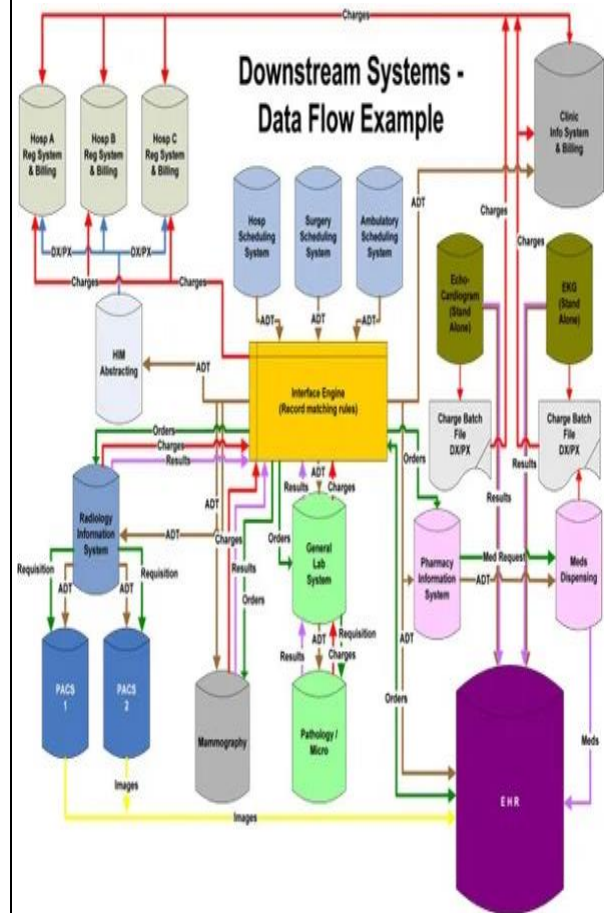 Charges
Downstream Systems -
Data Flow Example
Clinic
Info System
& Billing
Hosp A
Reg System
& Billing
Hosp B
Reg System
& Billing
Hosp C
Reg System
& Billing
Hosp
Scheduling
System
Surgery
Scheduling
System
Ambulatory
Scheduling
System
ADT
Charges
Charges
DX/PX
DX/PX
Charges
Charges
Echo-
Cardiogram
(Stand
Alone)
EKG
(Stand
Alone)
ADT
ADT
ADT
HIM
Abstracting
ADT
Interface Engine
(Record matching rules)
Charge Batch
File
DX/PX
Charge Batch
File
DX/PX
Orders
Charges
Results
ADT
Orders
Results
Results
ADT
Results
Charges
Radiology
Information
System
ADT
Charges
Results
Orders
Orders
General
Lab
System
Pharmacy
Information
System
Med Request
ADT
Meds
Dispensing
Requisition
ADT
ADT
Requisition
Results
ADT
Requisition
Charges
ADT
Orders
Meds
PACS
1
PACS
2
Mammography
Pathology /
Micro
EHR
Images
Images